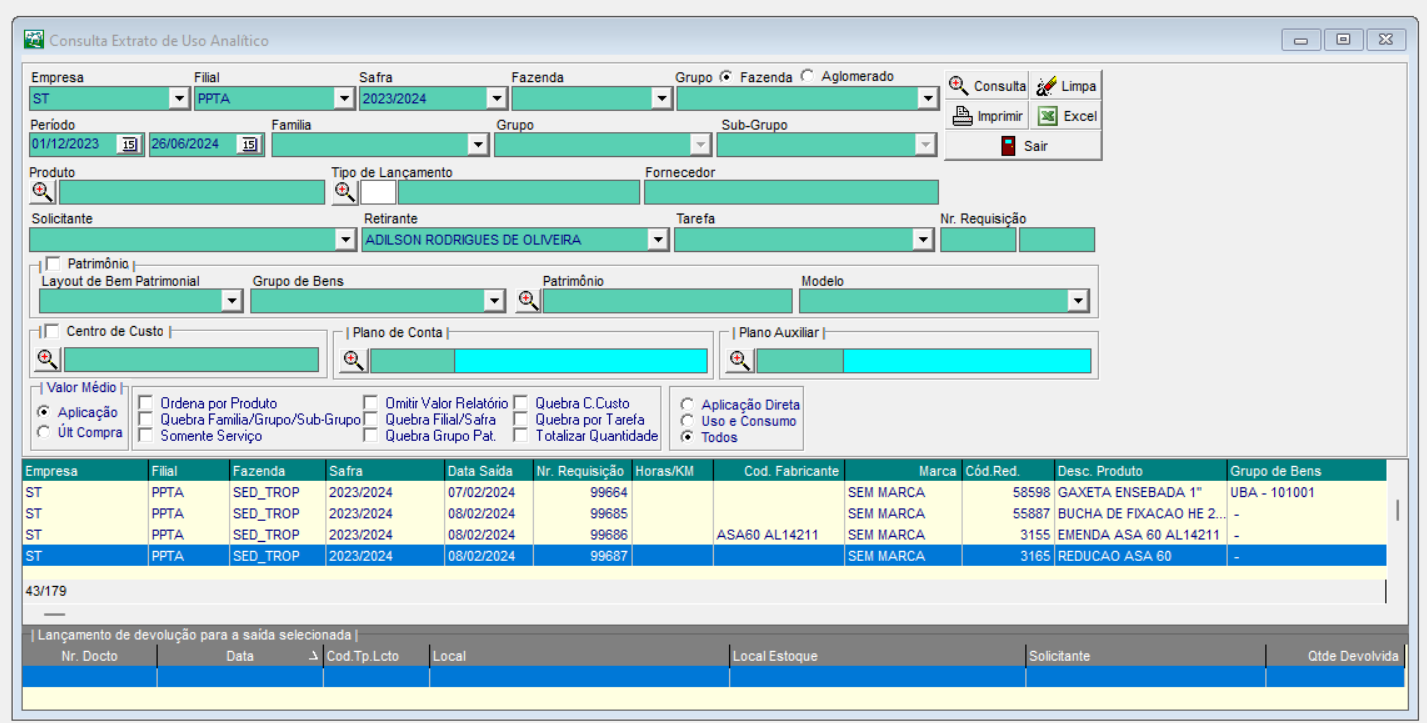 Consulta Extrato de Uso Analítico
Empresa Filial Safra Fazenda Grupo Fazenda Aglomerado
ST PPTA 2023/2024
Consulta Limpa
Período Familia Grupo Sub-Grupo
Imprimir Excel
01/12/2023 15 26/06/2024 15
Sair
Produto Tipo de Lançamento Fornecedor
Solicitante Retirante Tarefa Nr. Requisição
ADILSON RODRIGUES DE OLIVEIRA
Patrimônio
Layout de Bem Patrimonial Grupo de Bens Patrimônio Modelo
Centro de Custo Plano de Conta Plano Auxiliar
Valor Médio
Ordena por Produto Omitir Valor Relatório Quebra C.Custo Aplicação Direta
Aplicação Quebra Familia/Grupo/Sub-Grupo Quebra Filial/Safra Quebra por Tarefa Uso e Consumo
Últ Compra Somente Serviço Quebra Grupo Pat. Totalizar Quantidade Todos
Empresa Filial Fazenda Safra Data Saída Nr. Requisição Horas/KM Cod. Fabricante Marca Cód.Red. Desc. Produto Grupo de Bens
ST PPTA SED_TROP 2023/2024 07/02/2024 99664 SEM MARCA 58598 GAXETA ENSEBADA 1" UBA - 101001
ST PPTA SED_TROP 2023/2024 08/02/2024 99685 SEM MARCA 55887 BUCHA DE FIXACAO HE 2... -
ST PPTA SED_TROP 2023/2024 08/02/2024 99686 ASA60 AL14211 SEM MARCA 3155 EMENDA ASA 60 AL14211 -
ST PPTA SED_TROP 2023/2024 08/02/2024 99687 SEM MARCA 3165 REDUCAO ASA 60 -
43/179
Lançamento de devolução para a saída selecionada
Nr. Docto Data Cod.Tp.Lcto Local Local Estoque Solicitante Qtde Devolvida